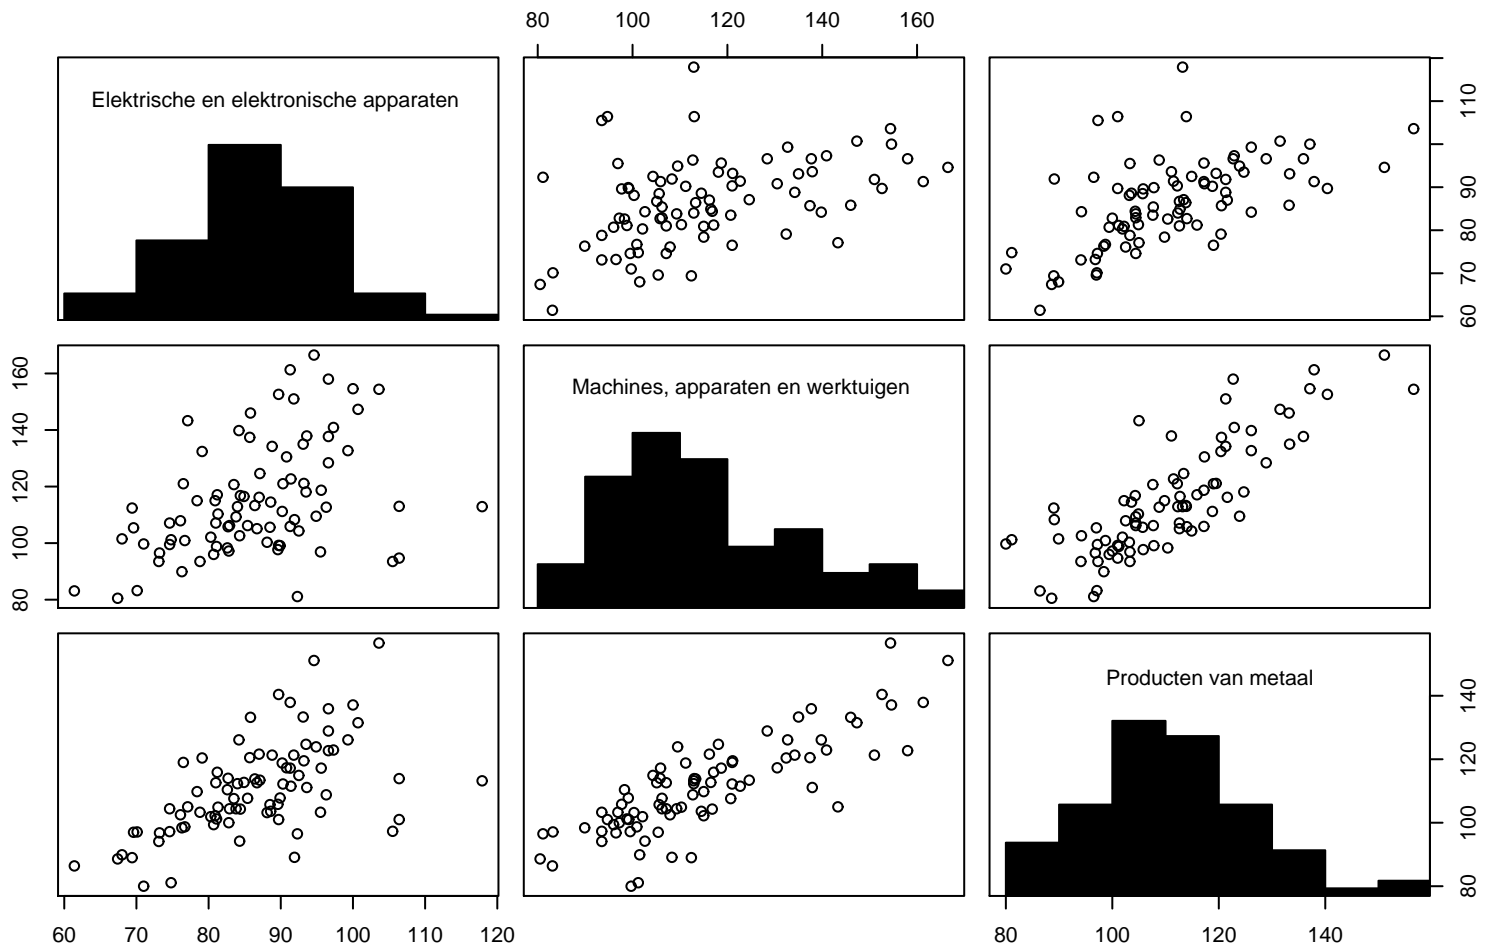 80 100 120 140 160
Elektrische en elektronische apparaten
60 70 80 90 110
80 100 120 140 160
Machines, apparaten en werktuigen
Producten van metaal
80 100 120 140
60 70 80 90 100 110 120
80 100 120 140